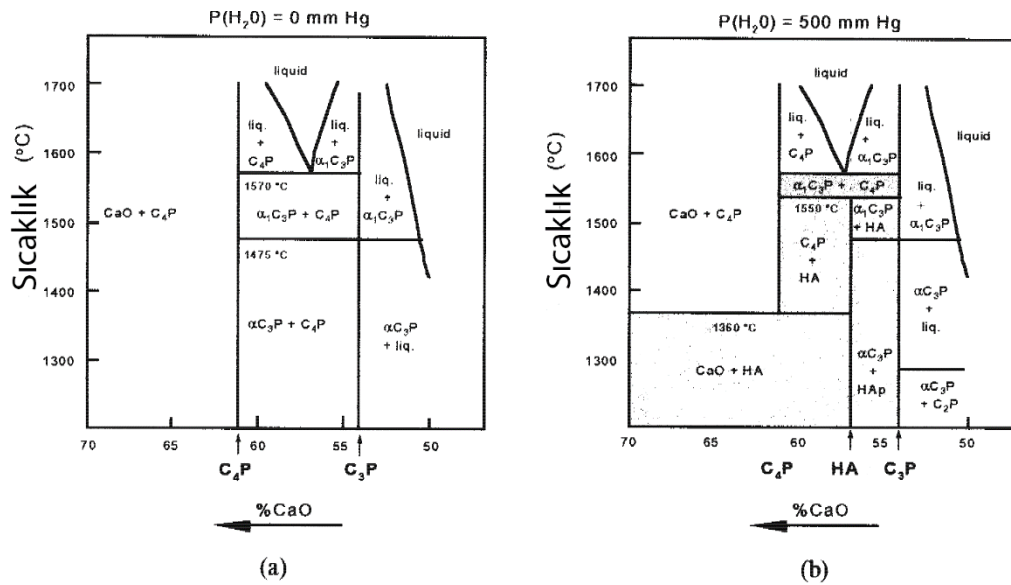 P(H₂0) = 0 mm Hg
Sıcaklık (°C)
1700
1600
1500
1400
1300
liquid
liq.
+
C₄P
liq.
+
α₁C₃P
liquid
1570 °C
α₁C₃P + C₄P
liq.
+
α₁C₃P
CaO + C₄P
1475 °C
αC₃P + C₄P
αC₃P
+ liq.
70
65
60
55
50
C₄P
C₃P
%CaO
(a)
P(H₂0) = 500 mm Hg
Sıcaklık (°C)
1700
1600
1500
1400
1300
liquid
liq.
+
C₄P
liq.
+
α₁C₃P
liquid
α₁C₃P + C₄P
1550 °C
α₁C₃P
+ HA
liq.
+
α₁C₃P
CaO + C₄P
C₄P
+
HA
αC₃P
+
liq.
1360 °C
CaO + HA
αC₃P
+
HAp
αC₃P
+ C₂P
70
65
60
55
50
C₄P
HA
C₃P
%CaO
(b)